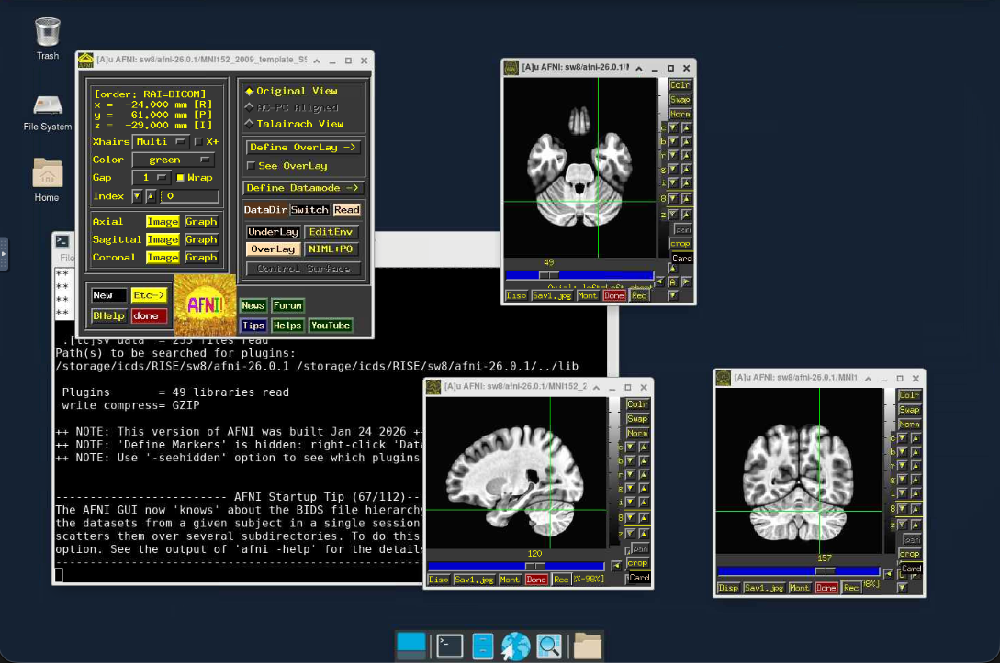 Trash
File System
Home
[A]u AFNI: sw8/afni-26.0.1/MNI152_2009_template_SS
[order: RAI=DICOM]
x = -24.000 mm [R]
y = 61.000 mm [P]
z = -29.000 mm [I]
Xhairs Multi X+
Color green
Gap 1 Wrap
Index 0
Axial Image Graph
Sagittal Image Graph
Coronal Image Graph
New Etc->
BHelp done
AFNI!
Original View
AC-PC Aligned
Talairach View
Define OverLay ->
See OverLay
Define Datamode ->
DataDir Switch Read
UnderLay EditEnv
OverLay NIML+PO
Control Surface
News Forum
Tips Helps YouTube
File
**
**
**
**
.[tc]sv data = 255 files read
Path(s) to be searched for plugins:
/storage/icds/RISE/sw8/afni-26.0.1 /storage/icds/RISE/sw8/afni-26.0.1/../lib
Plugins = 49 libraries read
write compress= GZIP
++ NOTE: This version of AFNI was built Jan 24 2026 ++
++ NOTE: 'Define Markers' is hidden: right-click 'Data
++ NOTE: Use '-seehidden' option to see which plugins
------------------------ AFNI Startup Tip (67/112)--
The AFNI GUI now 'knows' about the BIDS file hierarchy
the datasets from a given subject in a single session
scatters them over several subdirectories. To do this
option. See the output of 'afni -help' for the details
[A]u AFNI: sw8/afni-26.0.1/M
Colr
Swap
Norm
c
b
r
g
i
8
z
pan
crop
Card
49
A
Disp Sav1.jpg Mont Done Rec
[A]u AFNI: sw8/afni-26.0.1/MNI152_2
Colr
Swap
Norm
c
b
r
g
i
8
z
pan
crop
Card
120
Disp Sav1.jpg Mont Done Rec %-98%]
[A]u AFNI: sw8/afni-26.0.1/MNI1
Colr
Swap
Norm
c
b
r
g
i
8
z
pan
crop
Card
157
Disp Sav1.jpg Mont Done Rec 98%]